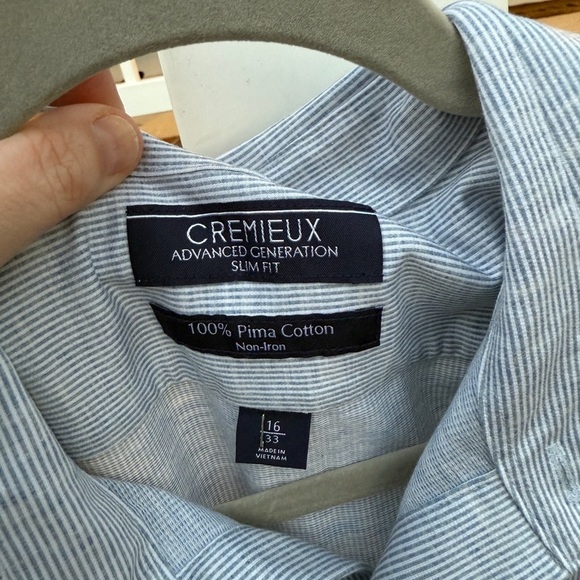 CREMIEUX
ADVANCED GENERATION
SLIM FIT
100% Pima Cotton
Non-Iron
16
33
MADE IN
VIETNAM